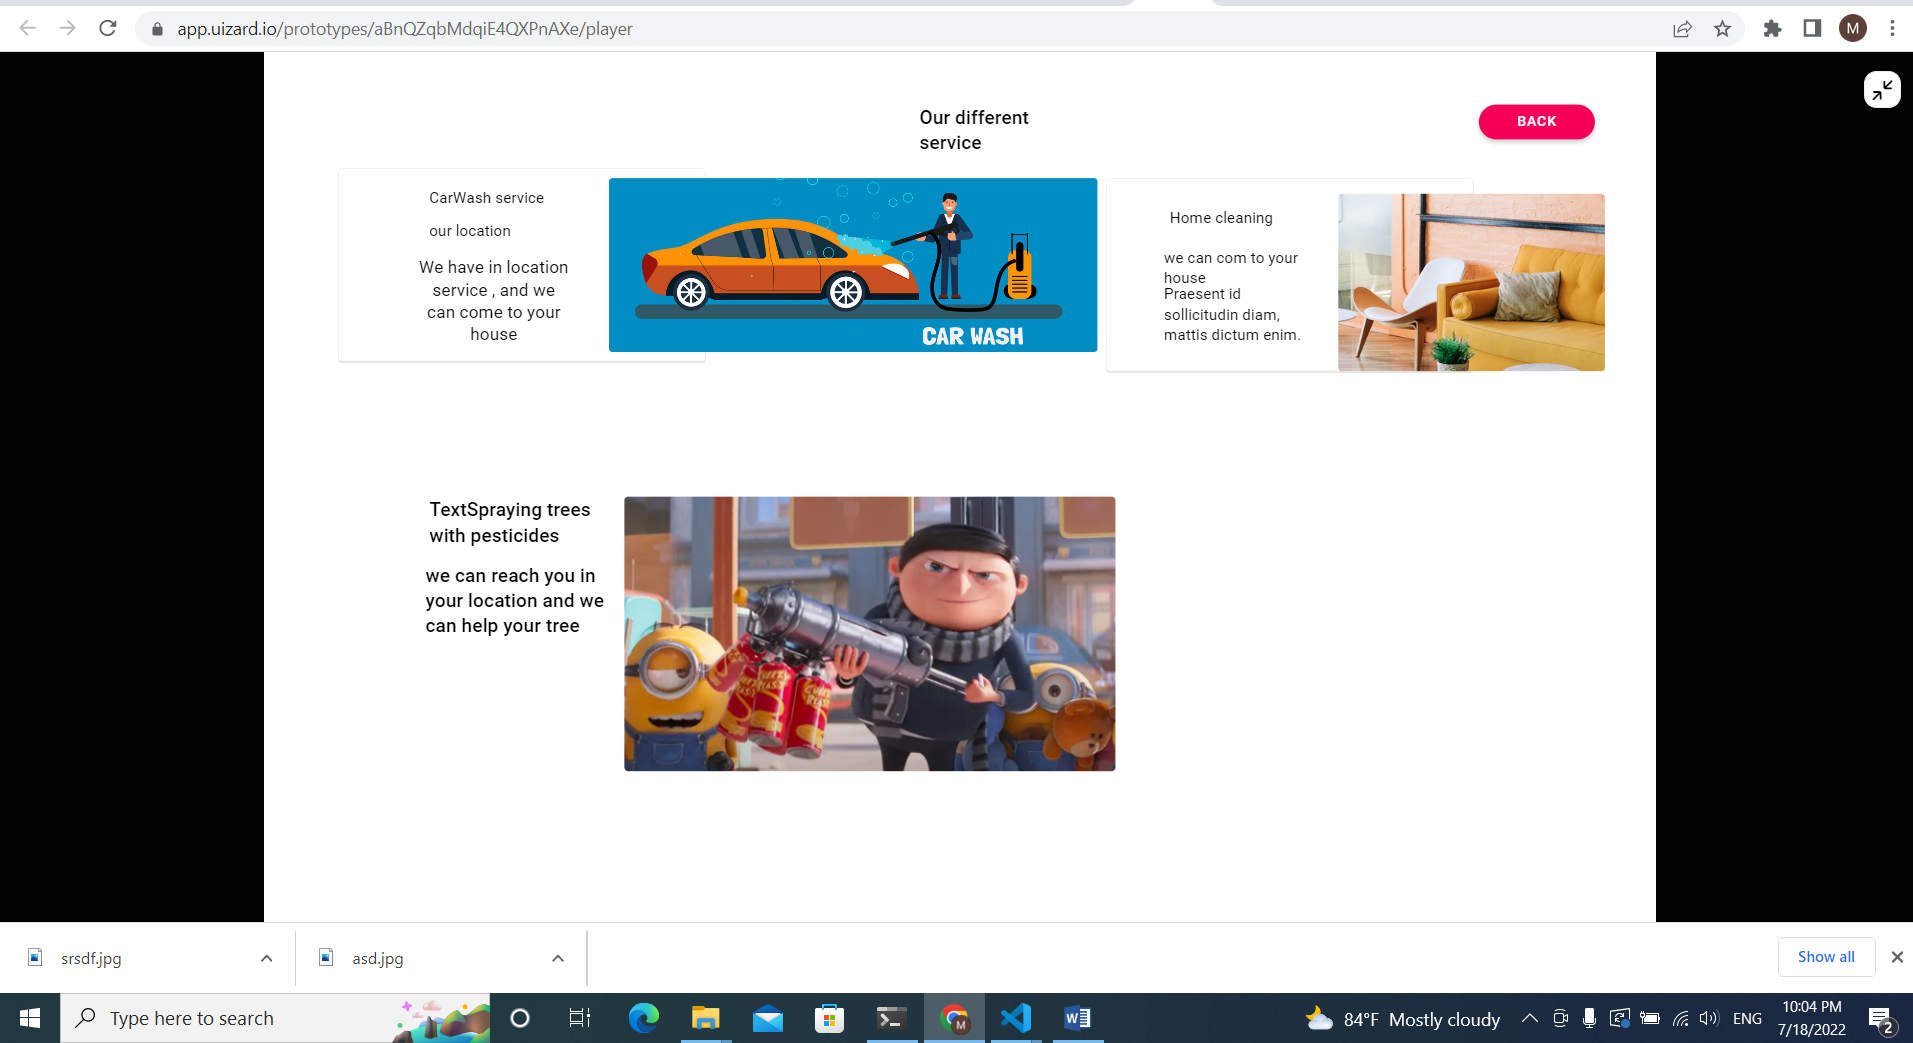 app.uizard.io/prototypes/aBnQZqbMdqiE4QXPnAXe/player
M
Our different
service
BACK
CarWash service
our location
We have in location
service , and we
can come to your
house
CAR WASH
Home cleaning
we can com to your
house
Praesent id
sollicitudin diam,
mattis dictum enim.
TextSpraying trees
with pesticides
we can reach you in
your location and we
can help your tree
srsdf.jpg
asd.jpg
Show all
Type here to search
M
W
84°F Mostly cloudy
ENG
10:04 PM
7/18/2022
2